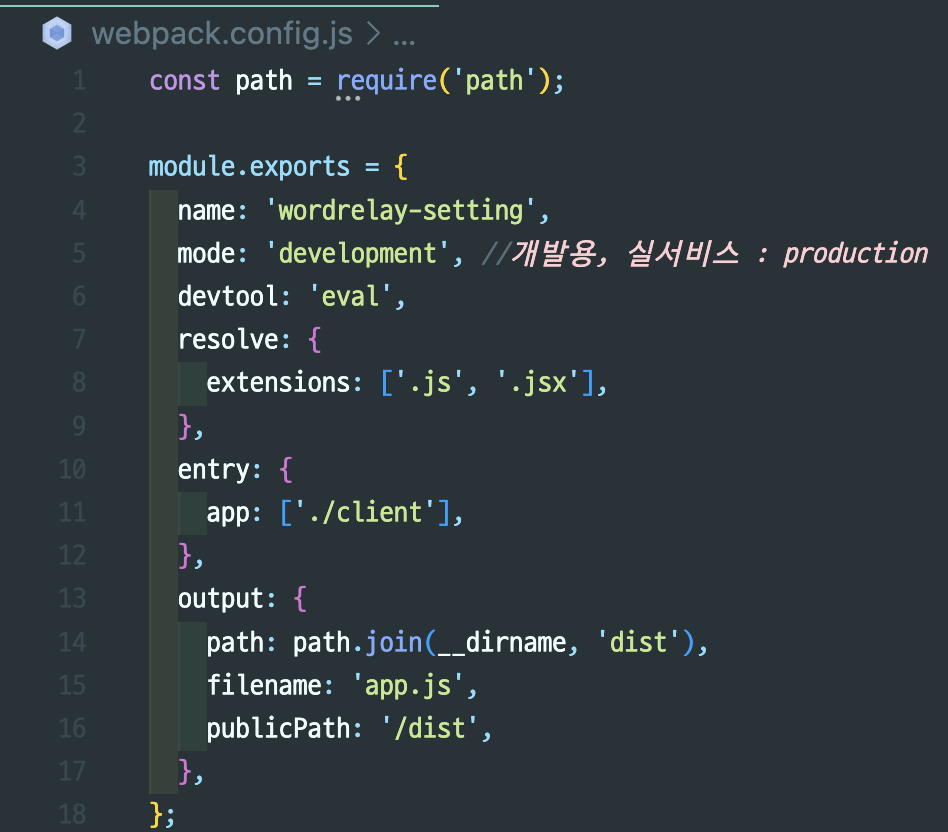 webpack.config.js > ...
1 const path = require('path');
2
3 module.exports = {
4 name: 'wordrelay-setting',
5 mode: 'development', //개발용, 실서비스 : production
6 devtool: 'eval',
7 resolve: {
8 extensions: ['.js', '.jsx'],
9 },
10 entry: {
11 app: ['./client'],
12 },
13 output: {
14 path: path.join(__dirname, 'dist'),
15 filename: 'app.js',
16 publicPath: '/dist',
17 },
18 };